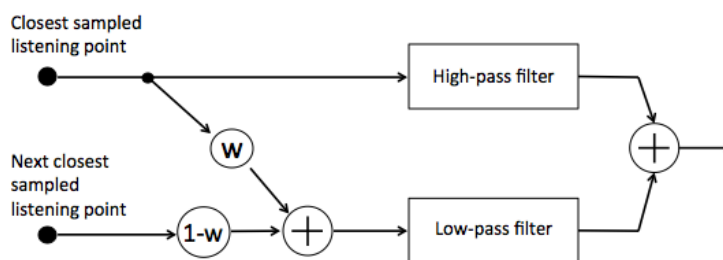 Closest sampled
listening point
High-pass filter
w
+
Next closest
sampled
listening point
1-w
+
Low-pass filter